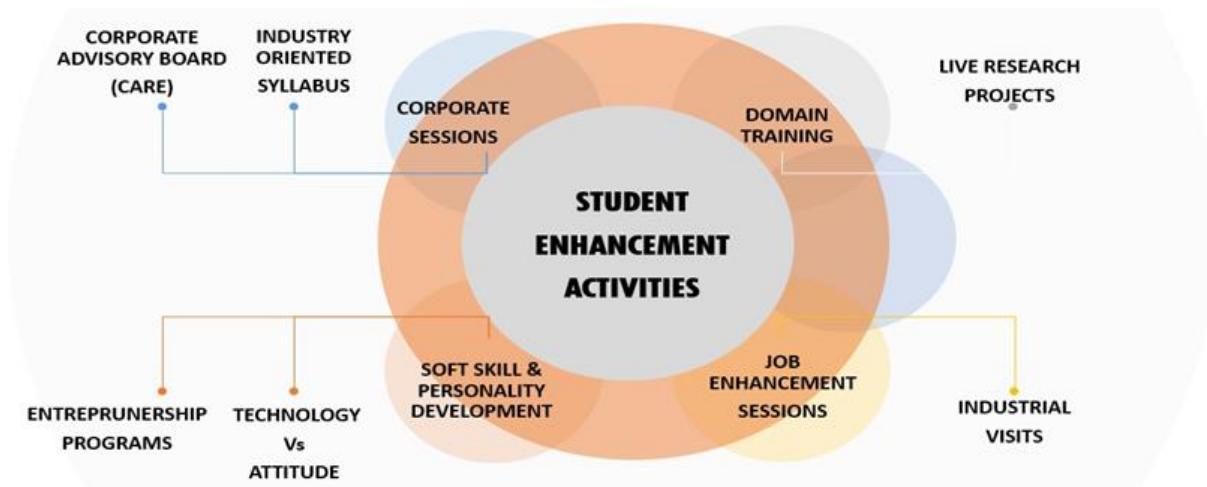 CORPORATE
ADVISORY BOARD
(CARE)
INDUSTRY
ORIENTED
SYLLABUS
CORPORATE
SESSIONS
DOMAIN
TRAINING
LIVE RESEARCH
PROJECTS
STUDENT
ENHANCEMENT
ACTIVITIES
ENTREPRUNERSHIP
PROGRAMS
TECHNOLOGY
Vs
ATTITUDE
SOFT SKILL &
PERSONALITY
DEVELOPMENT
JOB
ENHANCEMENT
SESSIONS
INDUSTRIAL
VISITS